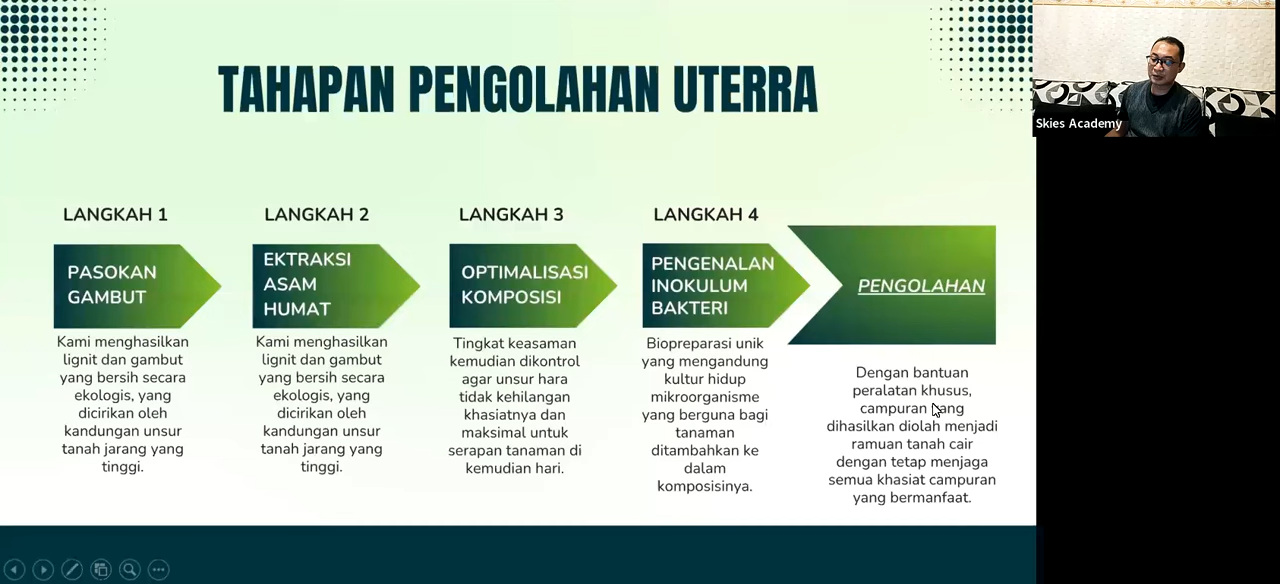 TAHAPAN PENGOLAHAN UTERRA
Skies Academy
LANGKAH 1
PASOKAN
GAMBUT
Kami menghasilkan
lignit dan gambut
yang bersih secara
ekologis, yang
dicirikan oleh
kandungan unsur
tanah jarang yang
tinggi.
LANGKAH 2
EKTRAKSI
ASAM
HUMAT
Kami menghasilkan
lignit dan gambut
yang bersih secara
ekologis, yang
dicirikan oleh
kandungan unsur
tanah jarang yang
tinggi.
LANGKAH 3
OPTIMALISASI
KOMPOSISI
Tingkat keasaman
kemudian dikontrol
agar unsur hara
tidak kehilangan
khasiatnya dan
maksimal untuk
serapan tanaman di
kemudian hari.
LANGKAH 4
PENGENALAN
INOKULUM
BAKTERI
Biopreparasi unik
yang mengandung
kultur hidup
mikroorganisme
yang berguna bagi
tanaman
ditambahkan ke
dalam
komposisinya.
PENGOLAHAN
Dengan bantuan
peralatan khusus,
campuran yang
dihasilkan diolah menjadi
ramuan tanah cair
dengan tetap menjaga
semua khasiat campuran
yang bermanfaat.